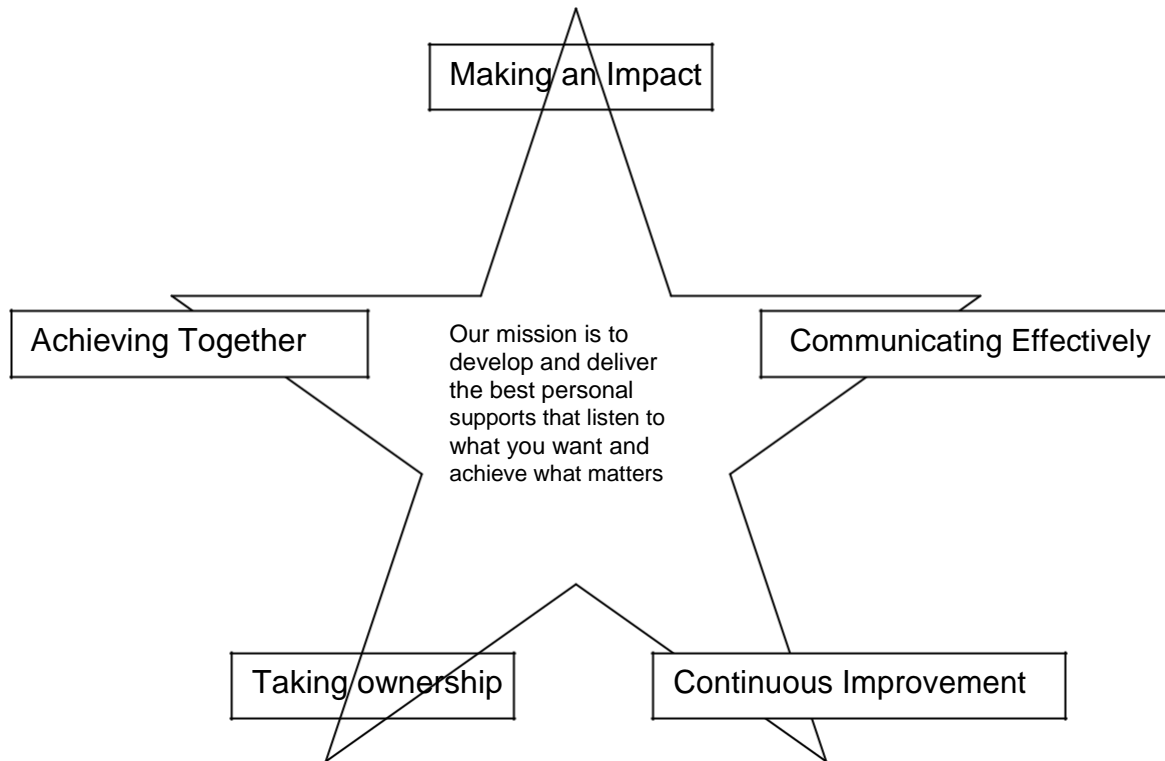 Making an Impact
Achieving Together
Our mission is to
develop and deliver
the best personal
supports that listen to
what you want and
achieve what matters
Communicating Effectively
Taking ownership
Continuous Improvement